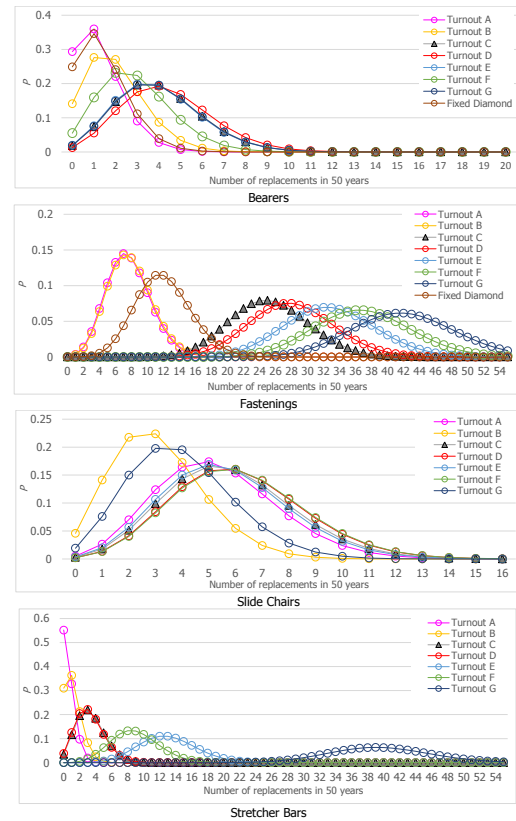 0.4
0.3
0.2
0.1
0
P
Turnout A
Turnout B
Turnout C
Turnout D
Turnout E
Turnout F
Turnout G
Fixed Diamond
0 1 2 3 4 5 6 7 8 9 10 11 12 13 14 15 16 17 18 19 20
Number of replacements in 50 years
Bearers
0.2
0.15
0.1
0.05
0
P
Turnout A
Turnout B
Turnout C
Turnout D
Turnout E
Turnout F
Turnout G
Fixed Diamond
0 2 4 6 8 10 12 14 16 18 20 22 24 26 28 30 32 34 36 38 40 42 44 46 48 50 52 54
Number of replacements in 50 years
Fastenings
0.25
0.2
0.15
0.1
0.05
0
P
Turnout A
Turnout B
Turnout C
Turnout D
Turnout E
Turnout F
Turnout G
0 1 2 3 4 5 6 7 8 9 10 11 12 13 14 15 16
Number of replacements in 50 years
Slide Chairs
0.6
0.5
0.4
0.3
0.2
0.1
0
P
Turnout A
Turnout B
Turnout C
Turnout D
Turnout E
Turnout F
Turnout G
0 2 4 6 8 10 12 14 16 18 20 22 24 26 28 30 32 34 36 38 40 42 44 46 48 50 52 54
Number of replacements in 50 years
Stretcher Bars